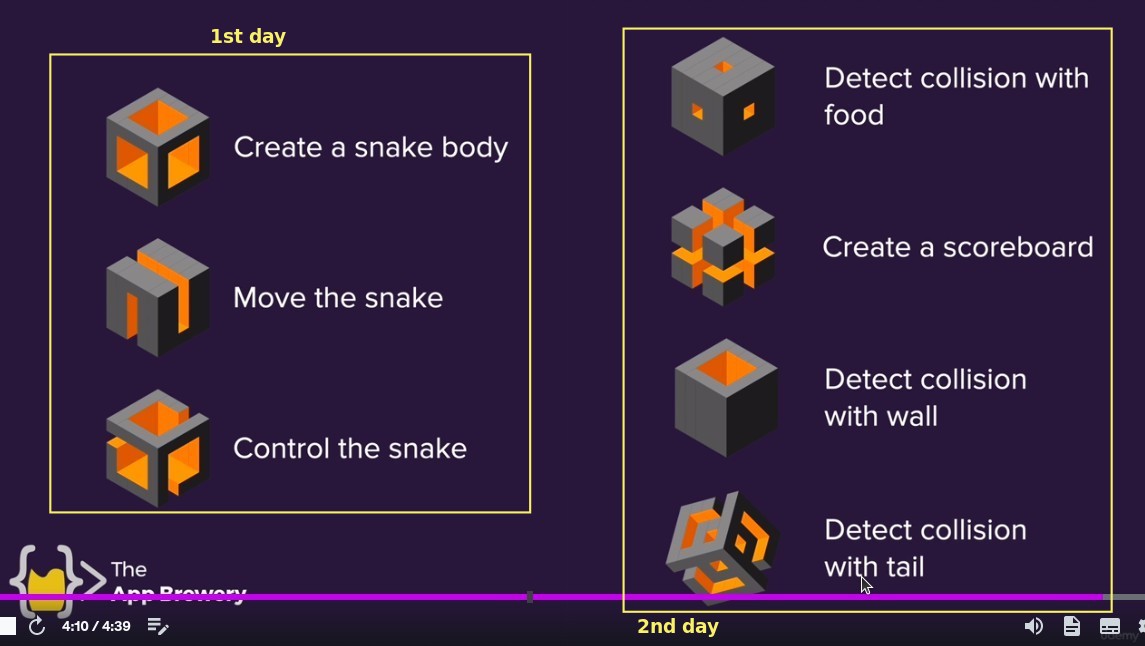 1st day
Create a snake body
Move the snake
Control the snake
Detect collision with
food
Create a scoreboard
Detect collision
with wall
Detect collision
with tail
The
App Brewery
4:10 / 4:39
2nd day
udemy